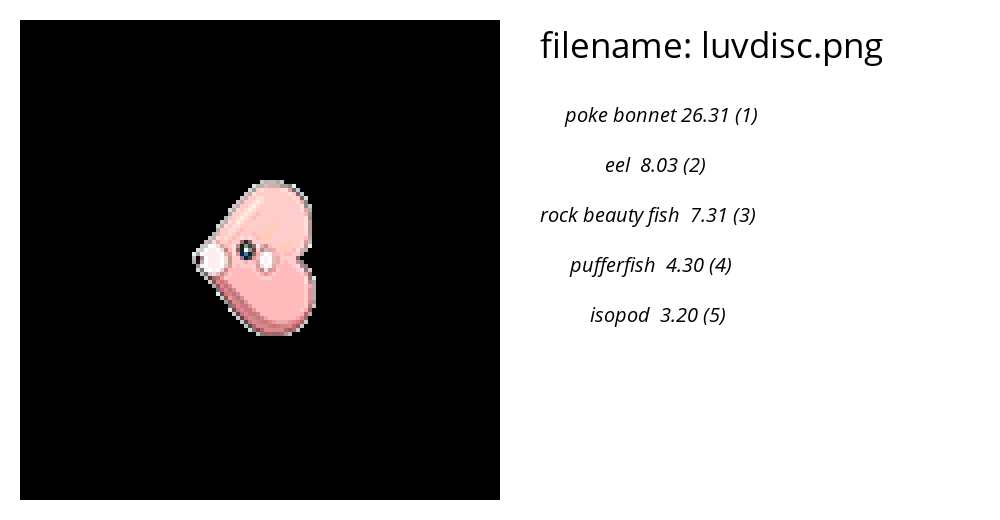 filename: luvdisc.png
poke bonnet 26.31 (1)
eel 8.03 (2)
rock beauty fish 7.31 (3)
pufferfish 4.30 (4)
isopod 3.20 (5)